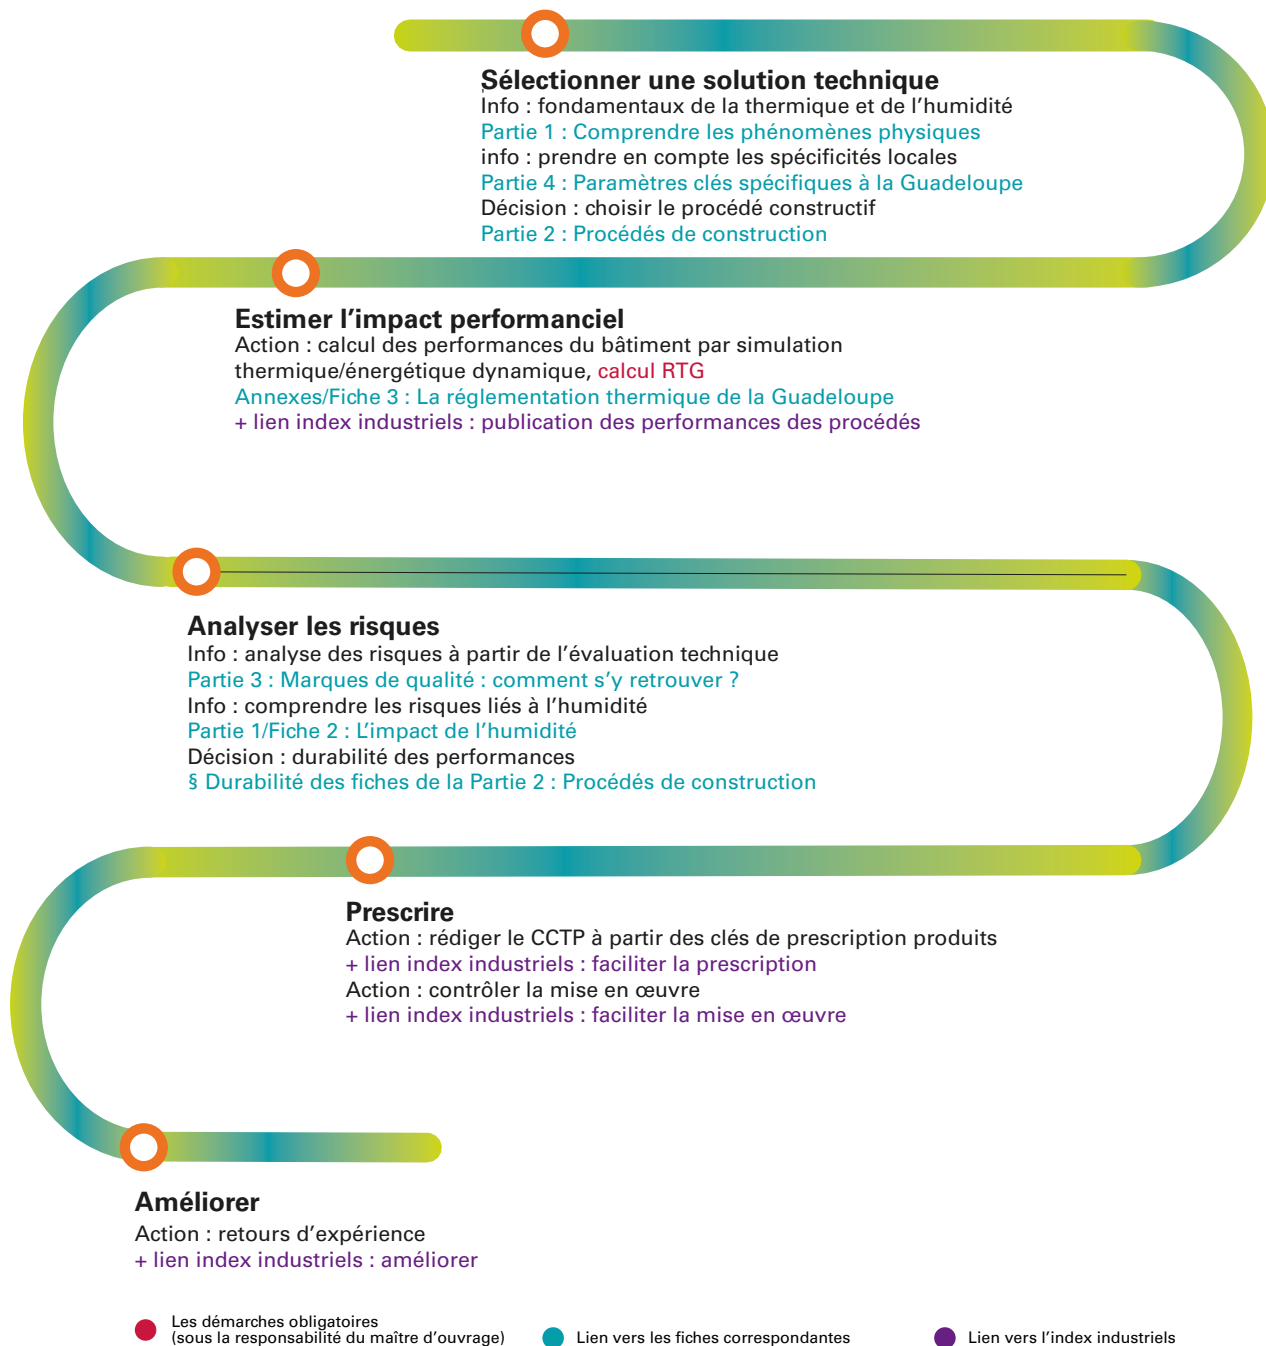 Sélectionner une solution technique
Info : fondamentaux de la thermique et de l’humidité
Partie 1 : Comprendre les phénomènes physiques
info : prendre en compte les spécificités locales
Partie 4 : Paramètres clés spécifiques à la Guadeloupe
Décision : choisir le procédé constructif
Partie 2 : Procédés de construction
Estimer l’impact performanciel
Action : calcul des performances du bâtiment par simulation
thermique/énergétique dynamique, calcul RTG
Annexes/Fiche 3 : La réglementation thermique de la Guadeloupe
+ lien index industriels : publication des performances des procédés
Analyser les risques
Info : analyse des risques à partir de l’évaluation technique
Partie 3 : Marques de qualité : comment s’y retrouver ?
Info : comprendre les risques liés à l’humidité
Partie 1/Fiche 2 : L’impact de l’humidité
Décision : durabilité des performances
§ Durabilité des fiches de la Partie 2 : Procédés de construction
Prescrire
Action : rédiger le CCTP à partir des clés de prescription produits
+ lien index industriels : faciliter la prescription
Action : contrôler la mise en œuvre
+ lien index industriels : faciliter la mise en œuvre
Améliorer
Action : retours d’expérience
+ lien index industriels : améliorer
Les démarches obligatoires
(sous la responsabilité du maître d’ouvrage)
Lien vers les fiches correspondantes
Lien vers l’index industriels